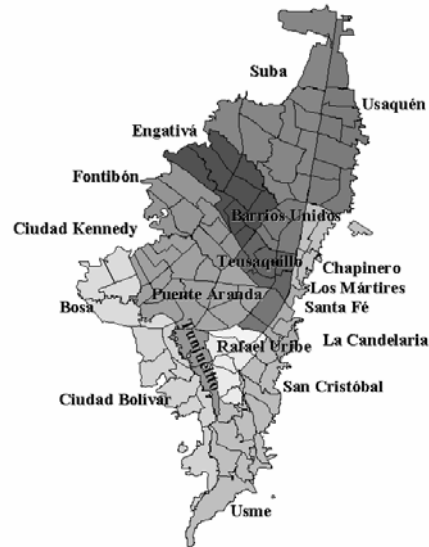 Suba
Usaquén
Engativá
Fontibón
Barrios Unidos
Ciudad Kennedy
Teusaquillo
Chapinero
Los Mártires
Puente Aranda
Santa Fé
Bosa
Tunjuelito
Rafael Uribe
La Candelaria
Ciudad Bolívar
San Cristóbal
Usme